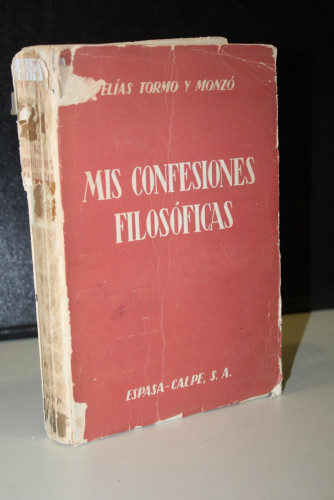 ELÍAS TORMO Y MONZÓ
MIS CONFESIONES
FILOSÓFICAS
ESPASA-CALPE, S. A.